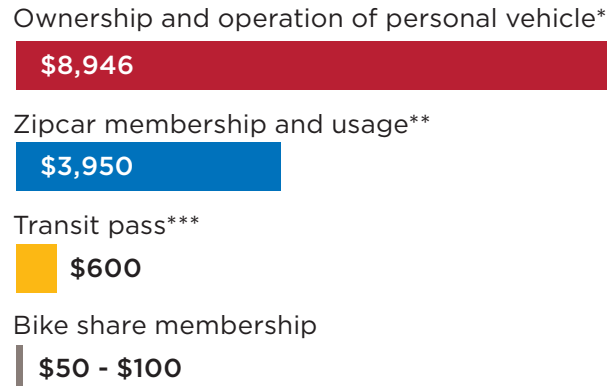 Ownership and operation of personal vehicle*
$8,946
Zipcar membership and usage**
$3,950
Transit pass***
$600
Bike share membership
$50 - $100